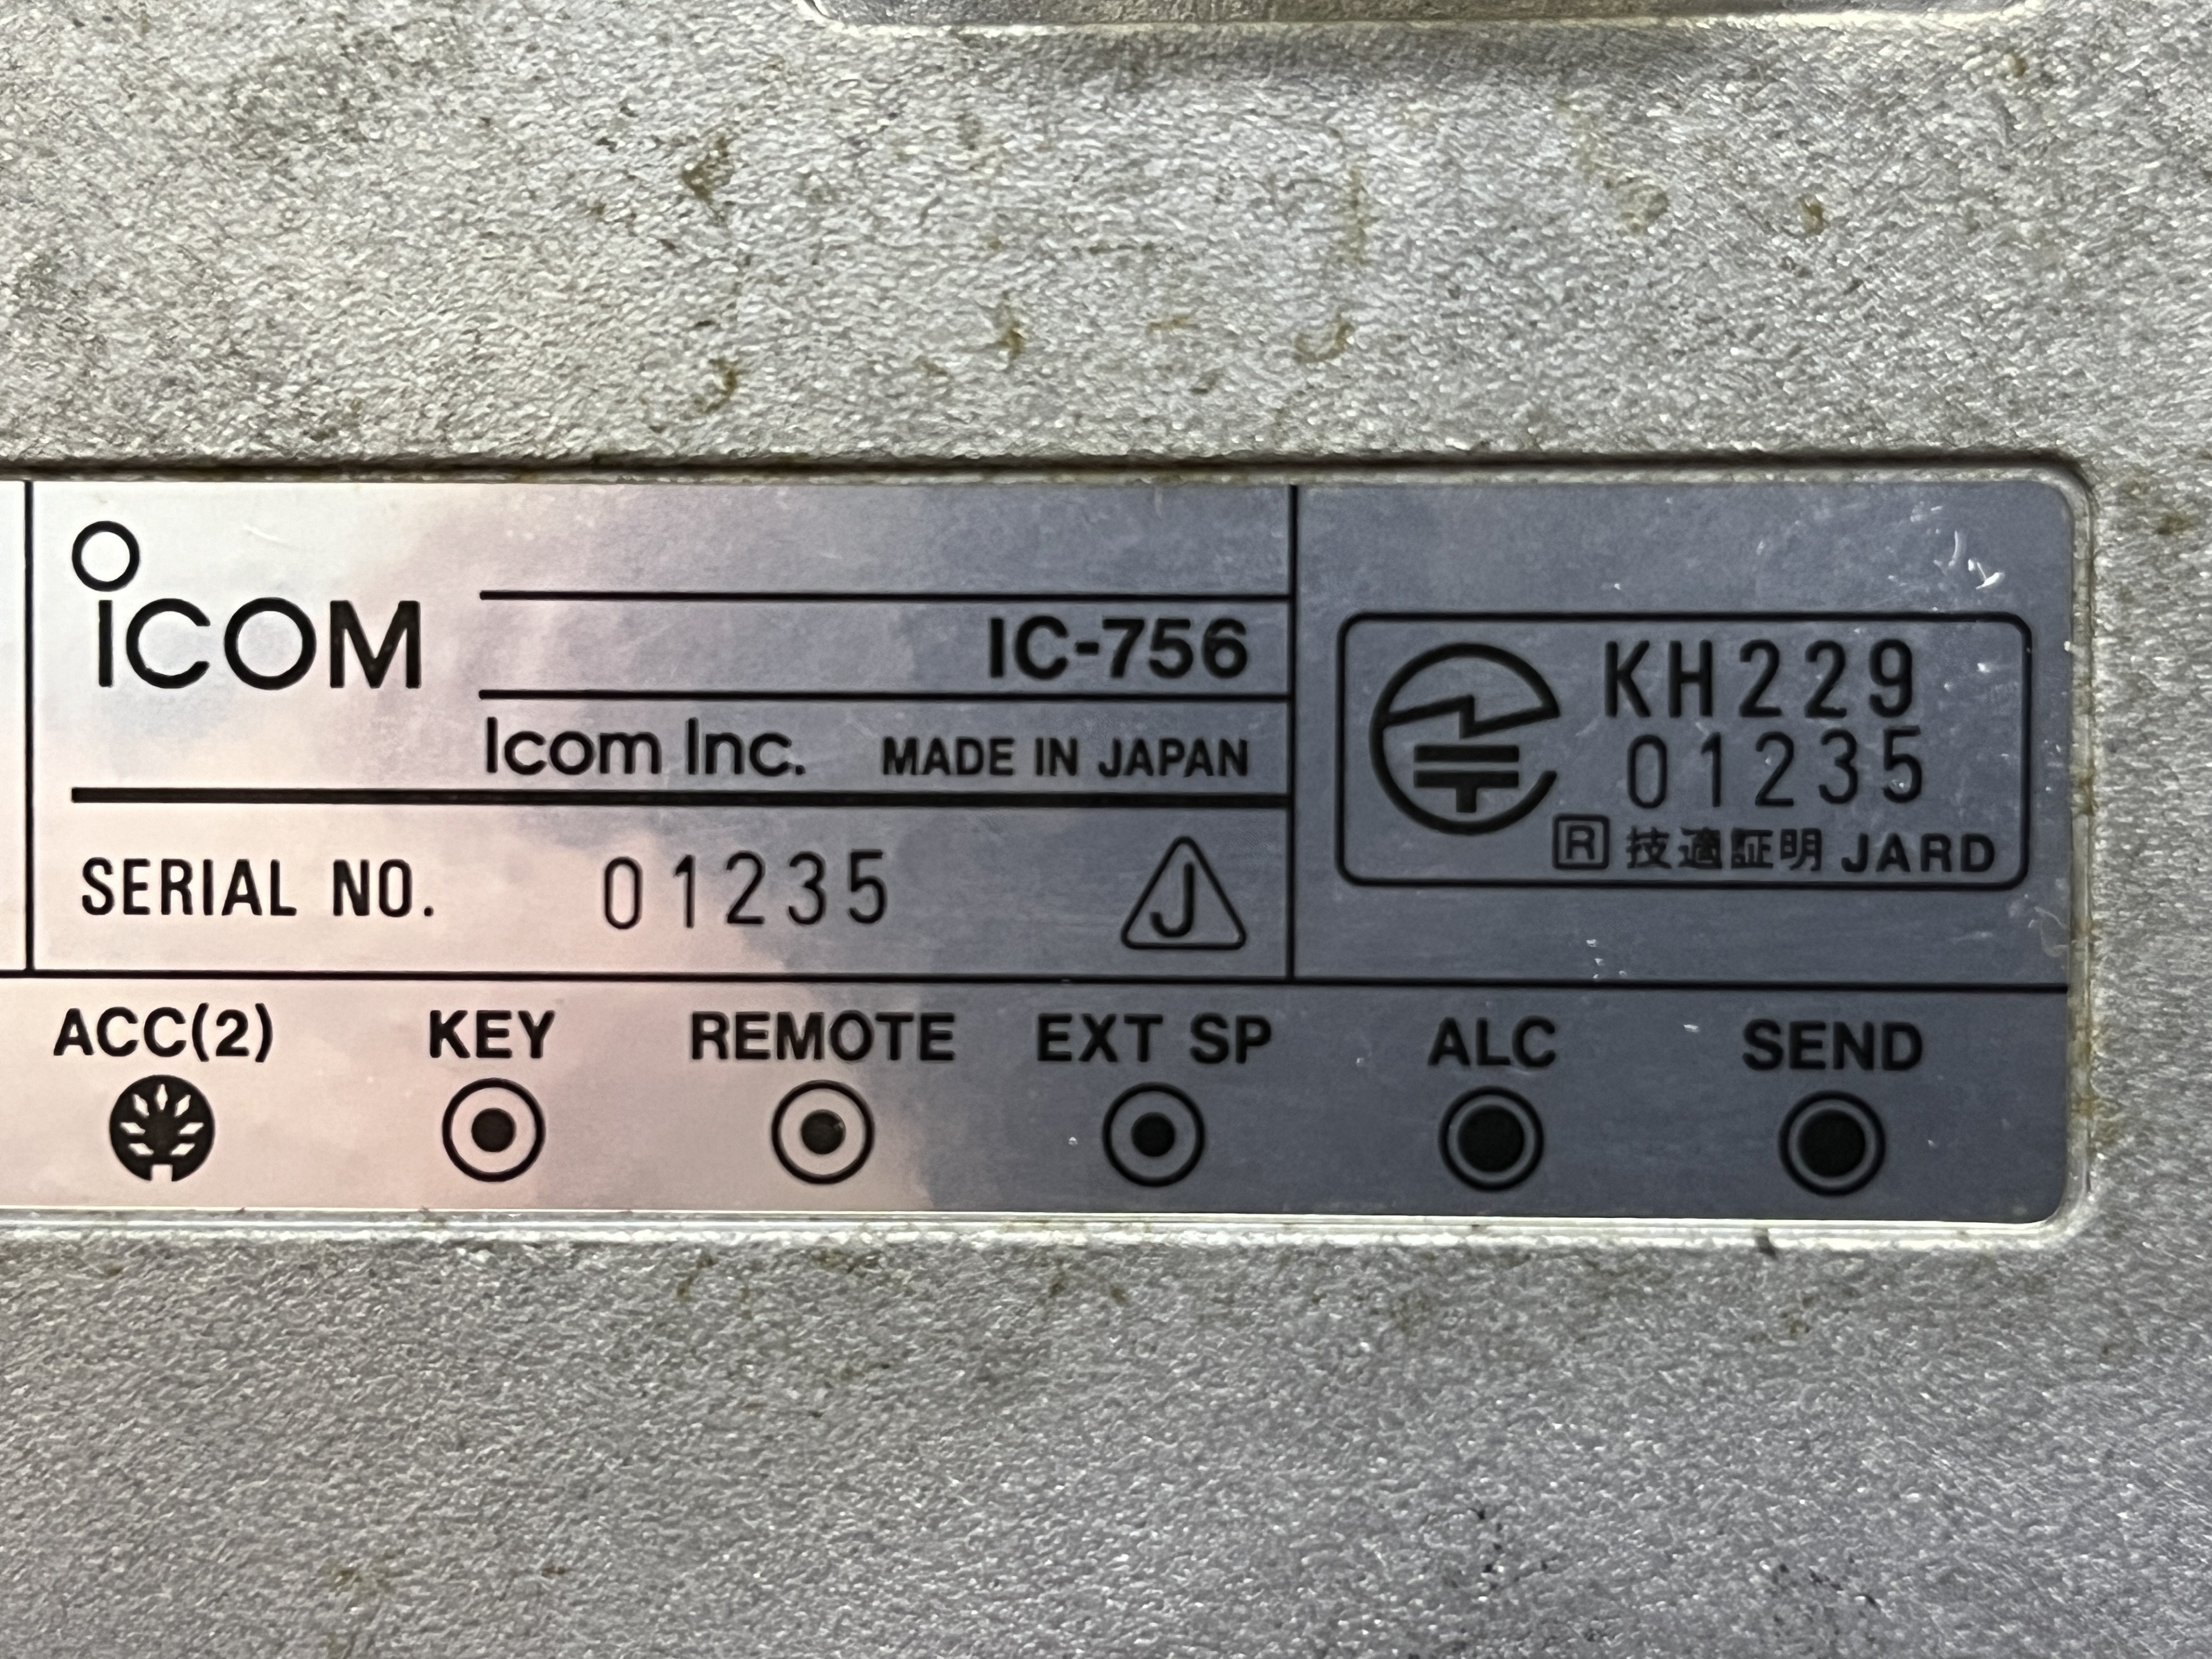 ICOM
IC-756
Icom Inc. MADE IN JAPAN
SERIAL NO. 01235
J
KH229
01235
R 技適証明 JARD
ACC(2) KEY REMOTE EXT SP ALC SEND